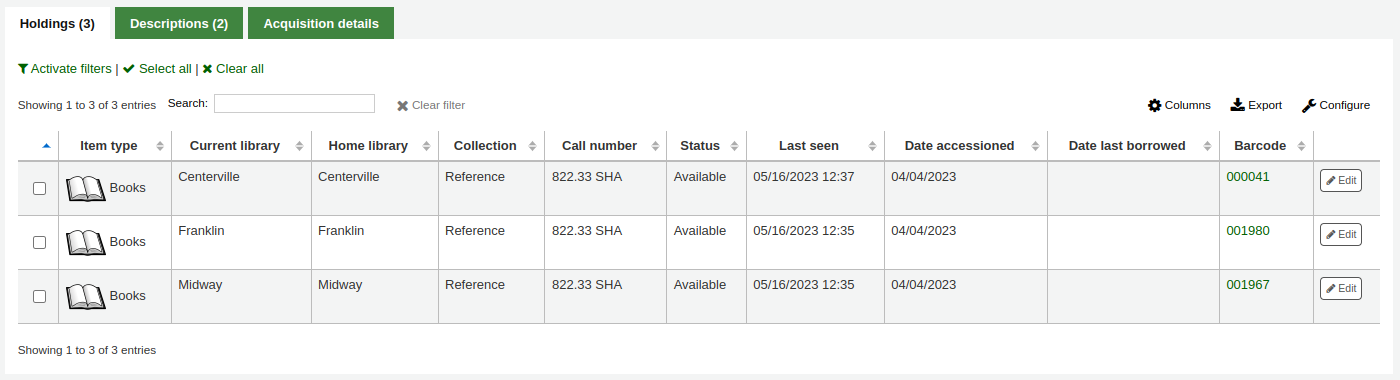 Holdings (3) Descriptions (2) Acquisition details
Activate filters | Select all | Clear all
Showing 1 to 3 of 3 entries Search: Clear filter Columns Export Configure
Item type Current library Home library Collection Call number Status Last seen Date accessioned Date last borrowed Barcode
Books Centerville Centerville Reference 822.33 SHA Available 05/16/2023 12:37 04/04/2023 000041 Edit
Books Franklin Franklin Reference 822.33 SHA Available 05/16/2023 12:35 04/04/2023 001980 Edit
Books Midway Midway Reference 822.33 SHA Available 05/16/2023 12:35 04/04/2023 001967 Edit
Showing 1 to 3 of 3 entries